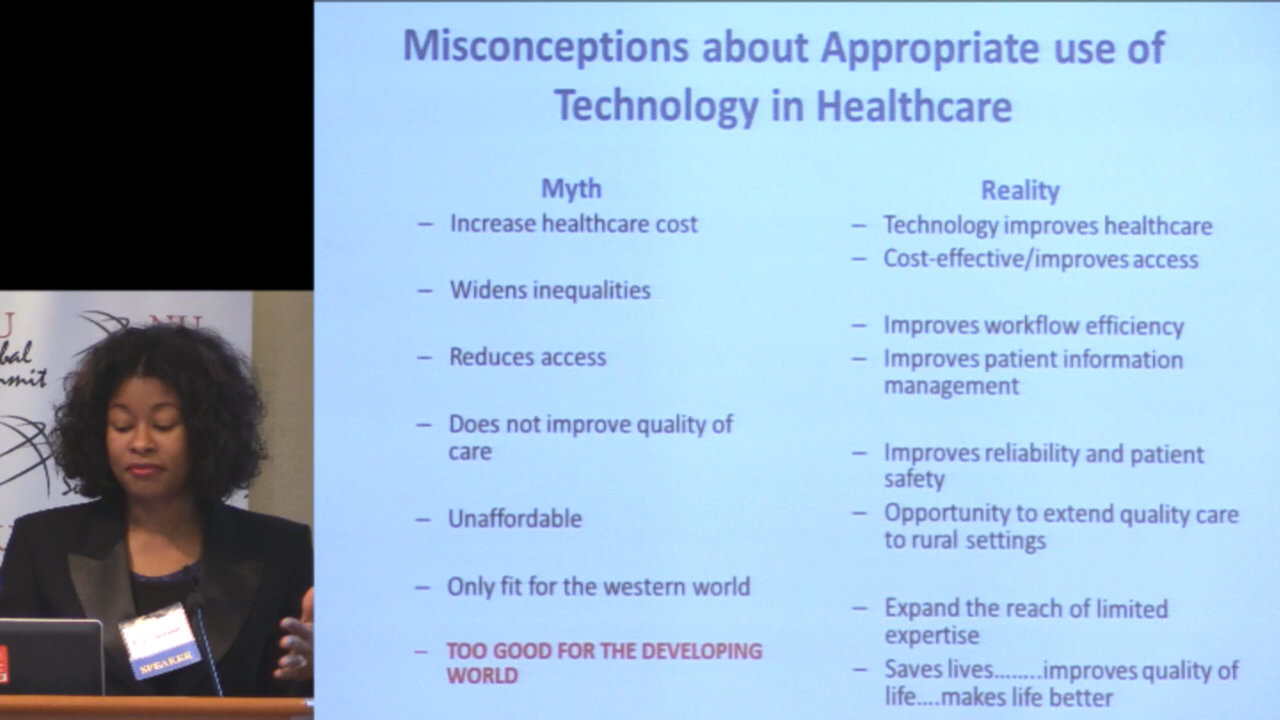 Misconceptions about Appropriate use of
Technology in Healthcare
Myth
– Increase healthcare cost
– Widens inequalities
– Reduces access
– Does not improve quality of
care
– Unaffordable
– Only fit for the western world
– TOO GOOD FOR THE DEVELOPING
WORLD
Reality
– Technology improves healthcare
– Cost-effective/improves access
– Improves workflow efficiency
– Improves patient information
management
– Improves reliability and patient
safety
– Opportunity to extend quality care
to rural settings
– Expand the reach of limited
expertise
– Saves lives........improves quality of
life....makes life better
NU
SPEAKER